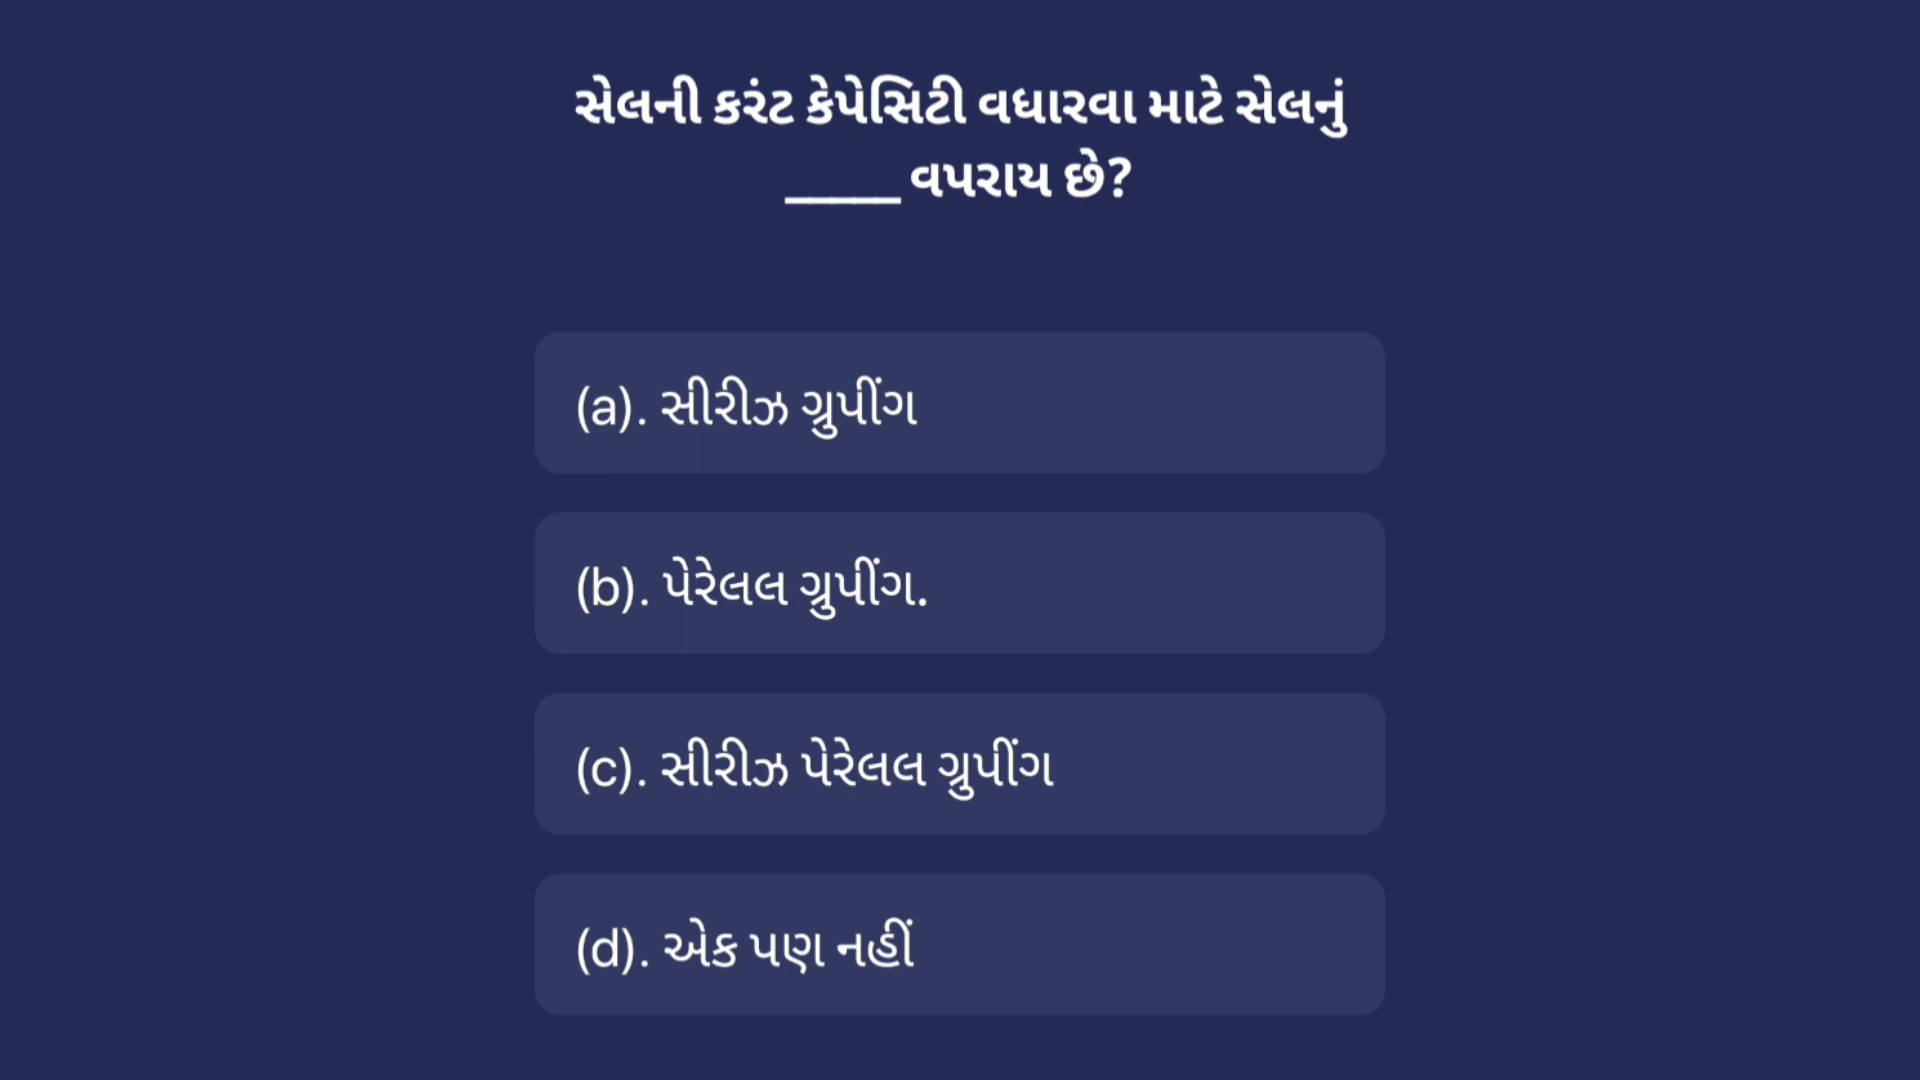 સેલની કરંટ કેપેસિટી વધારવા માટે સેલનું
_____ વપરાય છે?
(a). સીરીઝ ગ્રુપીંગ
(b). પેરેલલ ગ્રુપીંગ.
(c). સીરીઝ પેરેલલ ગ્રુપીંગ
(d). એક પણ નહીં